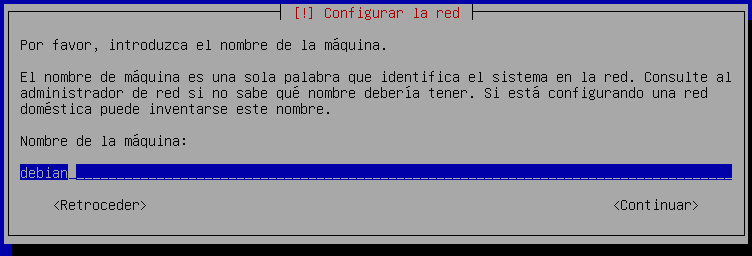 [!] Configurar la red
Por favor, introduzca el nombre de la máquina.
El nombre de máquina es una sola palabra que identifica el sistema en la red. Consulte al
administrador de red si no sabe qué nombre debería tener. Si está configurando una red
doméstica puede inventarse este nombre.
Nombre de la máquina:
debian
<Retroceder> <Continuar>